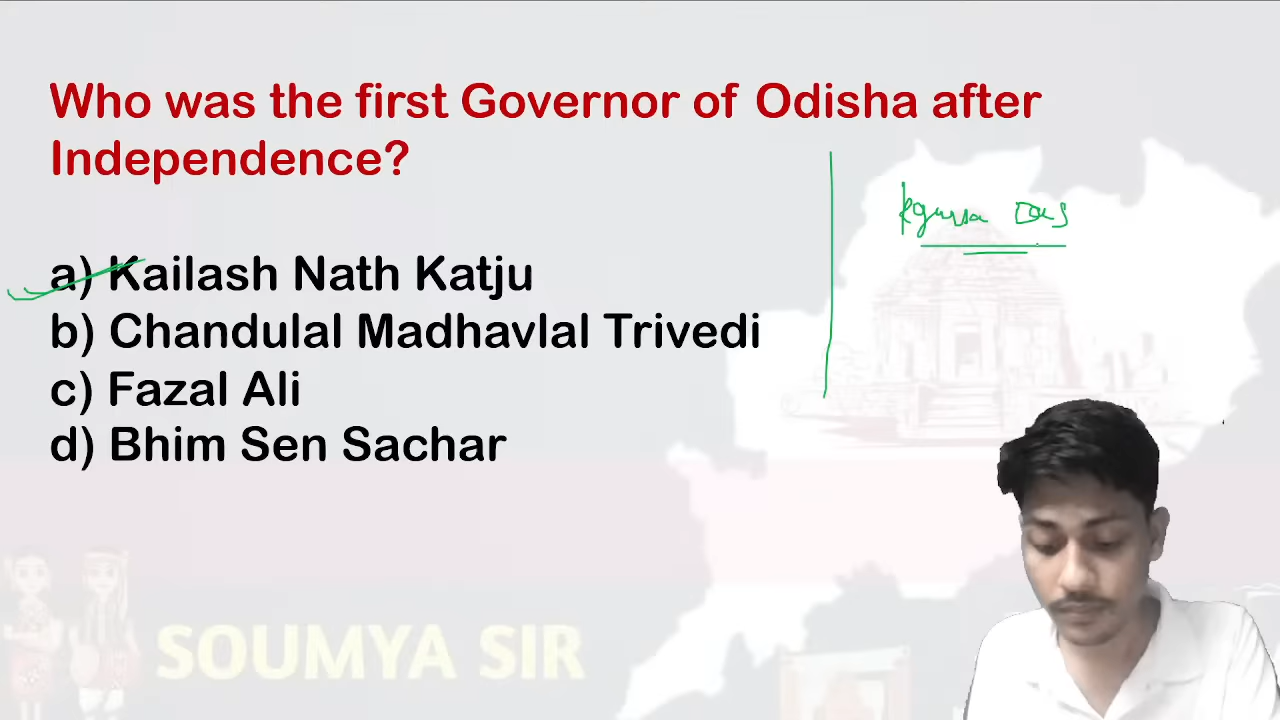 Who was the first Governor of Odisha after
Independence?
Das
a) Kailash Nath Katju
b) Chandulal Madhavlal Trivedi
c) Fazal Ali
d) Bhim Sen Sachar
SOUMYA SIR